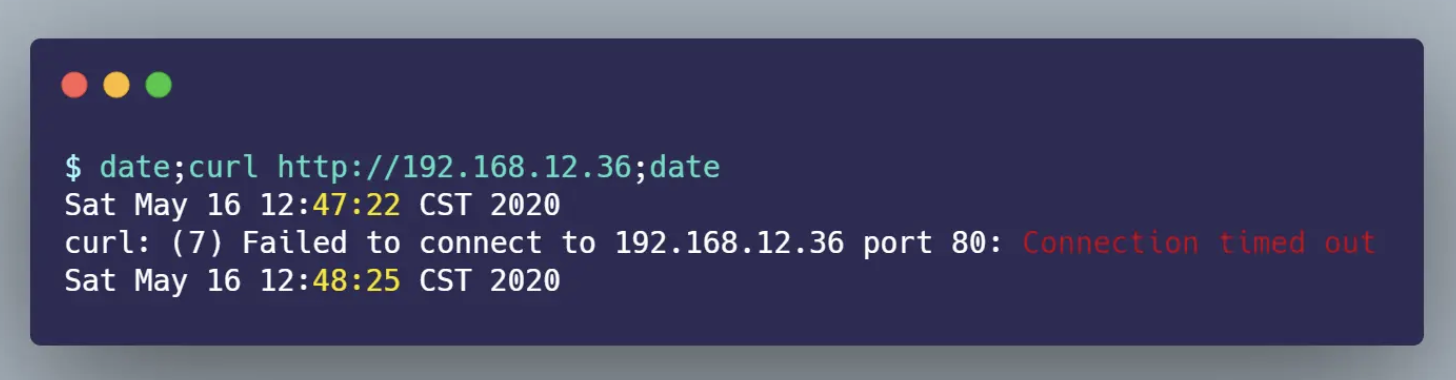 $ date;curl http://192.168.12.36;date
Sat May 16 12:47:22 CST 2020
curl: (7) Failed to connect to 192.168.12.36 port 80: Connection timed out
Sat May 16 12:48:25 CST 2020